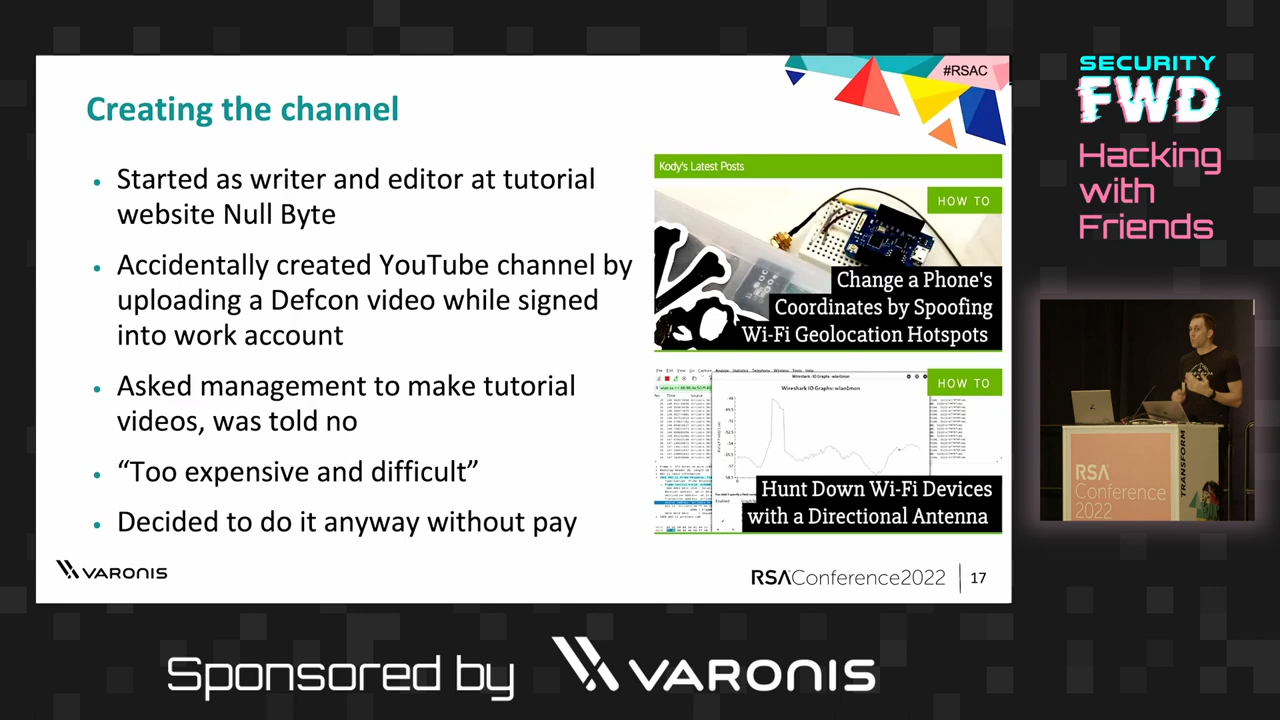 #RSAC
SECURITY
FWD
Hacking
with
Friends
Creating the channel
• Started as writer and editor at tutorial
website Null Byte
• Accidentally created YouTube channel by
uploading a Defcon video while signed
into work account
• Asked management to make tutorial
videos, was told no
• “Too expensive and difficult”
• Decided to do it anyway without pay
Kody's Latest Posts
HOW TO
Change a Phone's
Coordinates by Spoofing
Wi-Fi Geolocation Hotspots
HOW TO
Wireshark IO Graphs: wlan1mon
Hunt Down Wi-Fi Devices
with a Directional Antenna
VARONIS
RSAConference2022
17
RSA
Conference
2022
TRANSFORM
Sponsored by
VARONIS